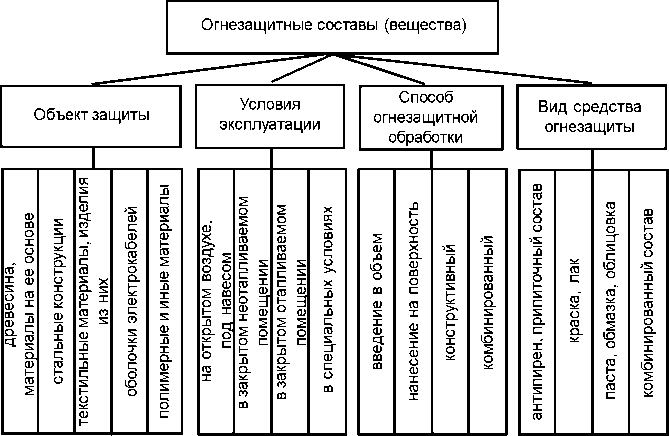 Огнезащитные составы (вещества)
Объект защиты
Условия
эксплуатации
Способ
огнезащитной
обработки
Вид средства
огнезащиты
древесина,
материалы на ее основе
стальные конструкции
текстильные материалы, изделия
из них
оболочки электрокабелей
полимерные и иные материалы
на открытом воздухе.
под навесом
в закрытом неотапливаемом
помещении
в закрытом отапливаемом
помещении
в специальных условиях
введение в объем
нанесение на поверхность
конструктивный
комбинированный
антипирен, припиточный состав
краска, лак
паста, обмазка, облицовка
комбинированный состав